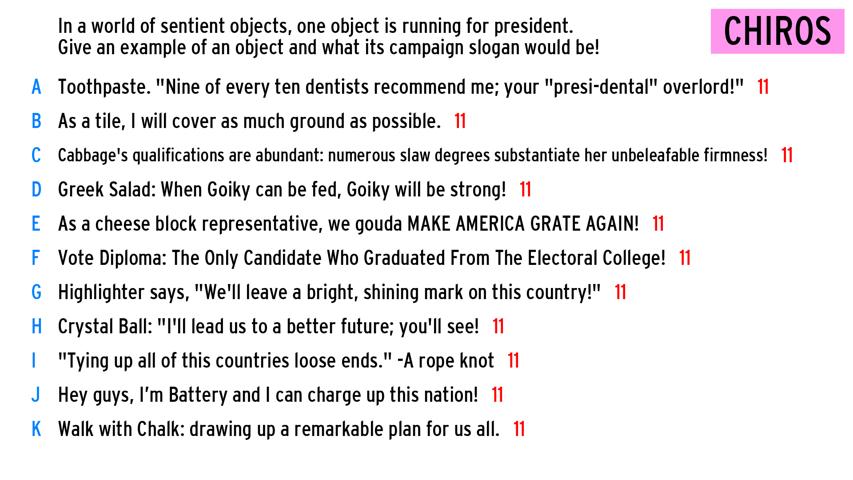 In a world of sentient objects, one object is running for president.
Give an example of an object and what its campaign slogan would be!
CHIROS
A Toothpaste. "Nine of every ten dentists recommend me; your "presi-dental" overlord!" 11
B As a tile, I will cover as much ground as possible. 11
C Cabbage's qualifications are abundant: numerous slaw degrees substantiate her unbeleafable firmness! 11
D Greek Salad: When Goiky can be fed, Goiky will be strong! 11
E As a cheese block representative, we gouda MAKE AMERICA GRATE AGAIN! 11
F Vote Diploma: The Only Candidate Who Graduated From The Electoral College! 11
G Highlighter says, "We'll leave a bright, shining mark on this country!" 11
H Crystal Ball: "I'll lead us to a better future; you'll see! 11
I "Tying up all of this countries loose ends." -A rope knot 11
J Hey guys, I'm Battery and I can charge up this nation! 11
K Walk with Chalk: drawing up a remarkable plan for us all. 11